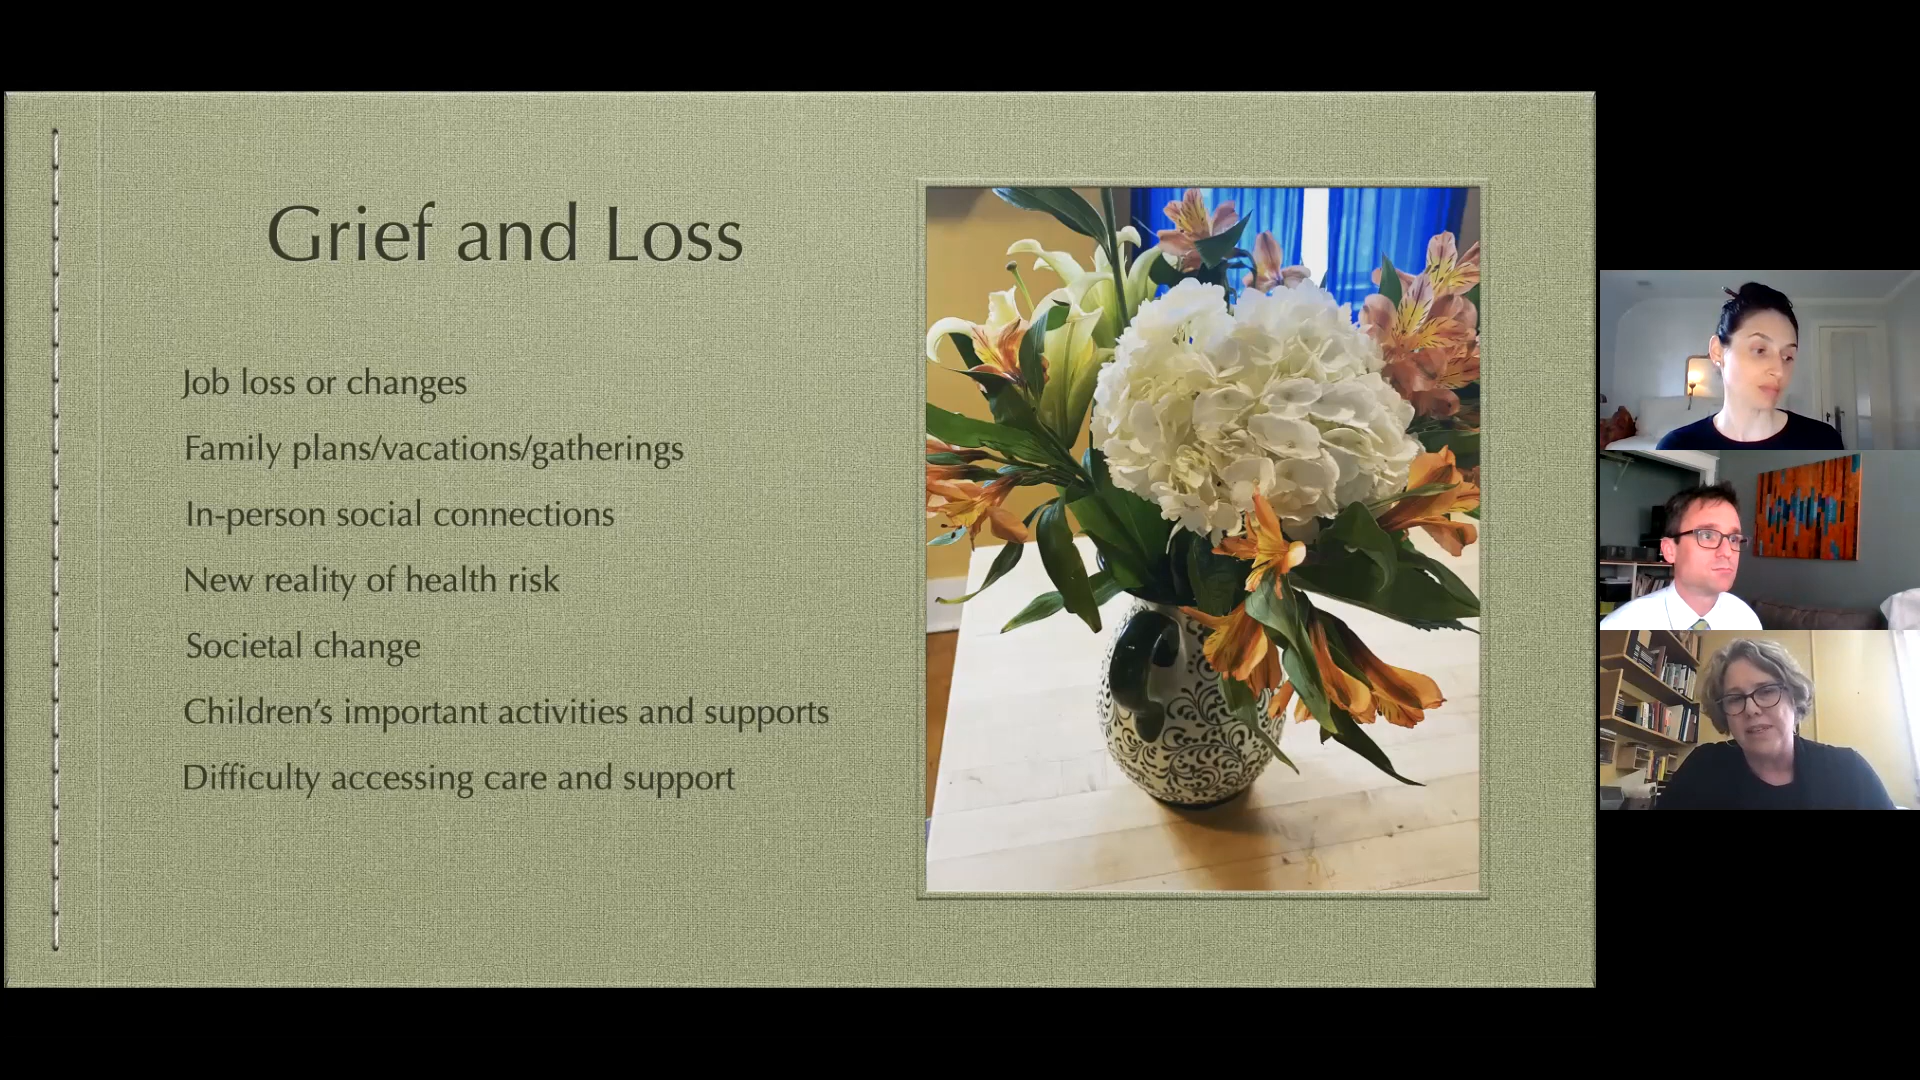 Grief and Loss
Job loss or changes
Family plans/vacations/gatherings
In-person social connections
New reality of health risk
Societal change
Children’s important activities and supports
Difficulty accessing care and support